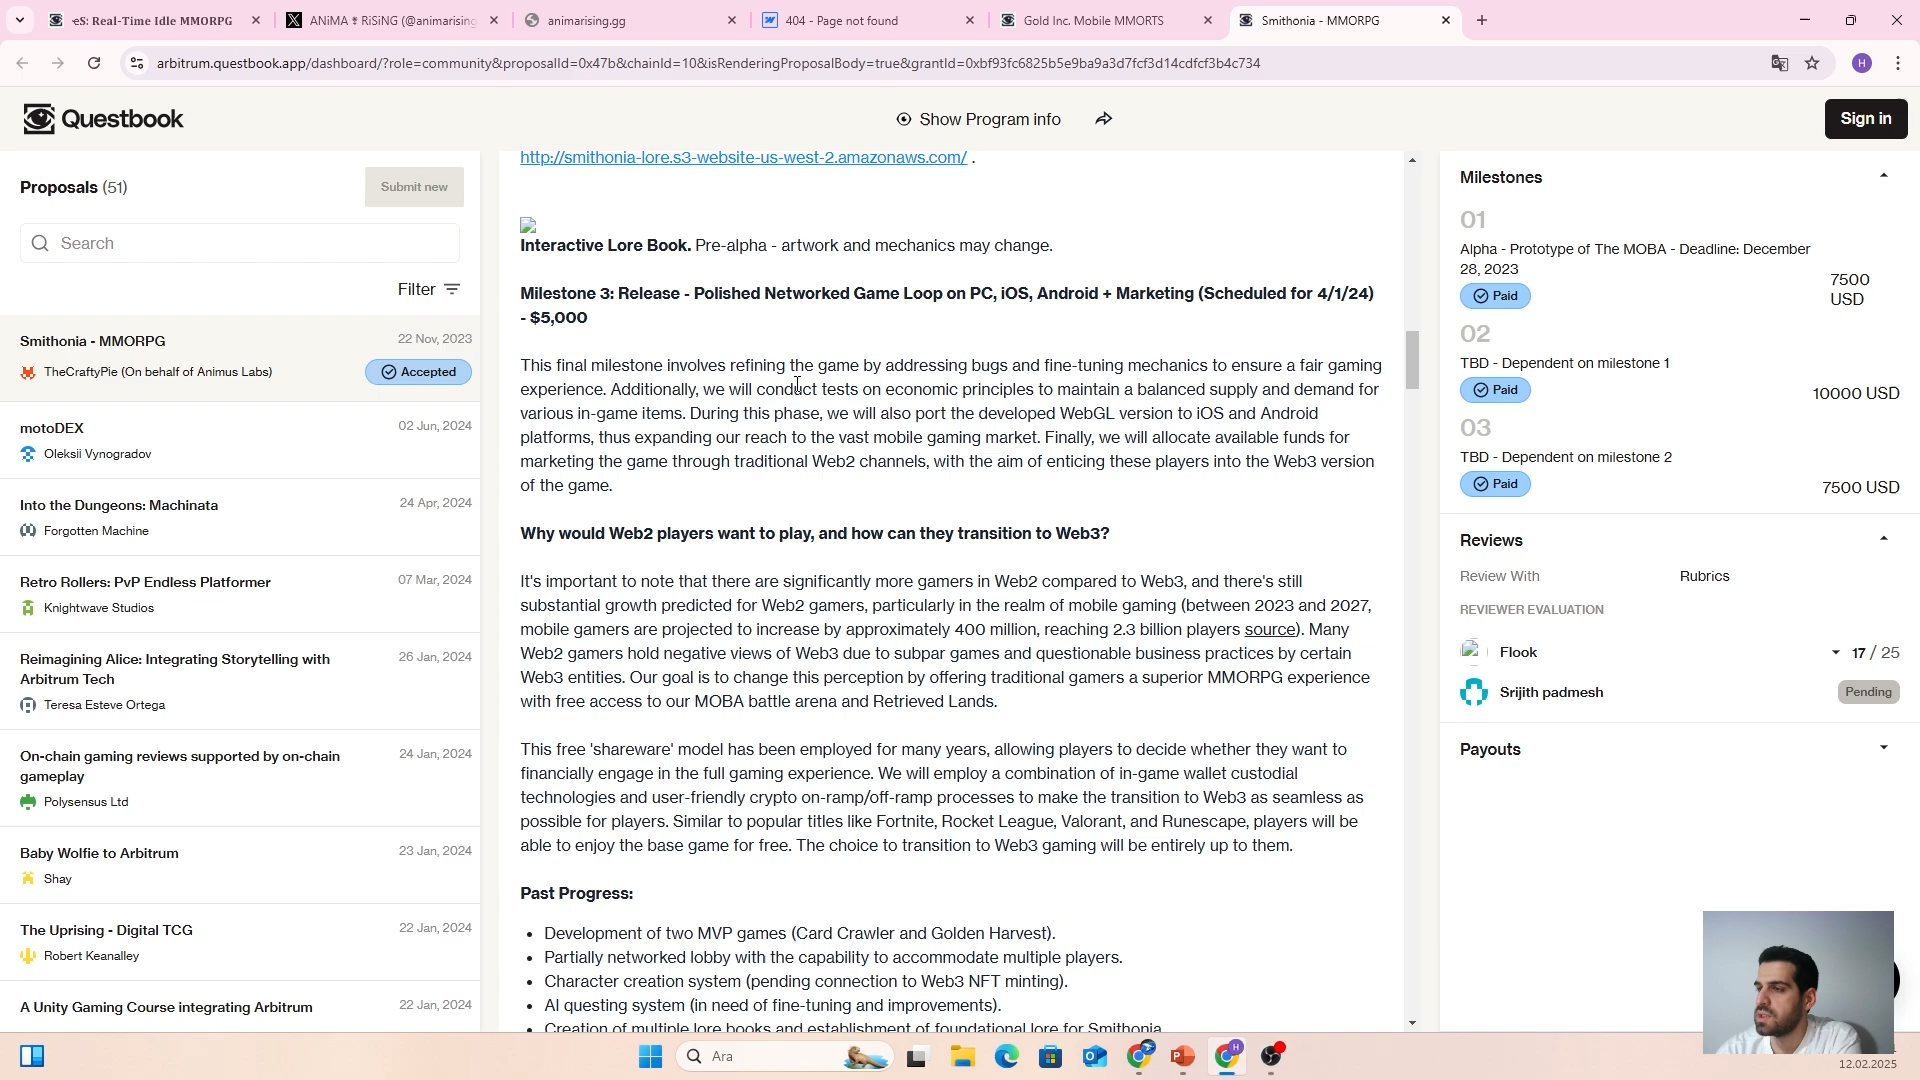 eS: Real-Time Idle MMORPG
ANiMA RiSiNG (@animarising
animarising.gg
404 - Page not found
Gold Inc. Mobile MMORTS
Smithonia - MMORPG
arbitrum.questbook.app/dashboard/?role=community&proposalId=0x47b&chainId=10&isRenderingProposalBody=true&grantId=0xbf93fc6825b5e9ba9a3d7fcf3d14cdfcf3b4c734
H
Questbook
Show Program info
Sign in
Proposals (51)
Submit new
Search
Filter
Smithonia - MMORPG
22 Nov, 2023
TheCraftyPie (On behalf of Animus Labs)
Accepted
motoDEX
02 Jun, 2024
Oleksii Vynogradov
Into the Dungeons: Machinata
24 Apr, 2024
Forgotten Machine
Retro Rollers: PvP Endless Platformer
07 Mar, 2024
Knightwave Studios
Reimagining Alice: Integrating Storytelling with
Arbitrum Tech
26 Jan, 2024
Teresa Esteve Ortega
On-chain gaming reviews supported by on-chain
gameplay
24 Jan, 2024
Polysensus Ltd
Baby Wolfie to Arbitrum
23 Jan, 2024
Shay
The Uprising - Digital TCG
22 Jan, 2024
Robert Keanalley
A Unity Gaming Course integrating Arbitrum
22 Jan, 2024
http://smithonia-lore.s3-website-us-west-2.amazonaws.com/ .
Interactive Lore Book. Pre-alpha - artwork and mechanics may change.
Milestone 3: Release - Polished Networked Game Loop on PC, iOS, Android + Marketing (Scheduled for 4/1/24)
- $5,000
This final milestone involves refining the game by addressing bugs and fine-tuning mechanics to ensure a fair gaming
experience. Additionally, we will conduct tests on economic principles to maintain a balanced supply and demand for
various in-game items. During this phase, we will also port the developed WebGL version to iOS and Android
platforms, thus expanding our reach to the vast mobile gaming market. Finally, we will allocate available funds for
marketing the game through traditional Web2 channels, with the aim of enticing these players into the Web3 version
of the game.
Why would Web2 players want to play, and how can they transition to Web3?
It's important to note that there are significantly more gamers in Web2 compared to Web3, and there's still
substantial growth predicted for Web2 gamers, particularly in the realm of mobile gaming (between 2023 and 2027,
mobile gamers are projected to increase by approximately 400 million, reaching 2.3 billion players source). Many
Web2 gamers hold negative views of Web3 due to subpar games and questionable business practices by certain
Web3 entities. Our goal is to change this perception by offering traditional gamers a superior MMORPG experience
with free access to our MOBA battle arena and Retrieved Lands.
This free 'shareware' model has been employed for many years, allowing players to decide whether they want to
financially engage in the full gaming experience. We will employ a combination of in-game wallet custodial
technologies and user-friendly crypto on-ramp/off-ramp processes to make the transition to Web3 as seamless as
possible for players. Similar to popular titles like Fortnite, Rocket League, Valorant, and Runescape, players will be
able to enjoy the base game for free. The choice to transition to Web3 gaming will be entirely up to them.
Past Progress:
• Development of two MVP games (Card Crawler and Golden Harvest).
• Partially networked lobby with the capability to accommodate multiple players.
• Character creation system (pending connection to Web3 NFT minting).
• AI questing system (in need of fine-tuning and improvements).
• Creation of multiple lore books and establishment of foundational lore for Smithonia
Milestones
01
Alpha - Prototype of The MOBA - Deadline: December
28, 2023
7500
USD
Paid
02
TBD - Dependent on milestone 1
Paid
10000 USD
03
TBD - Dependent on milestone 2
Paid
7500 USD
Reviews
Review With
Rubrics
REVIEWER EVALUATION
Flook
17 / 25
Srijith padmesh
Pending
Payouts
Ara
H
12.02.2025